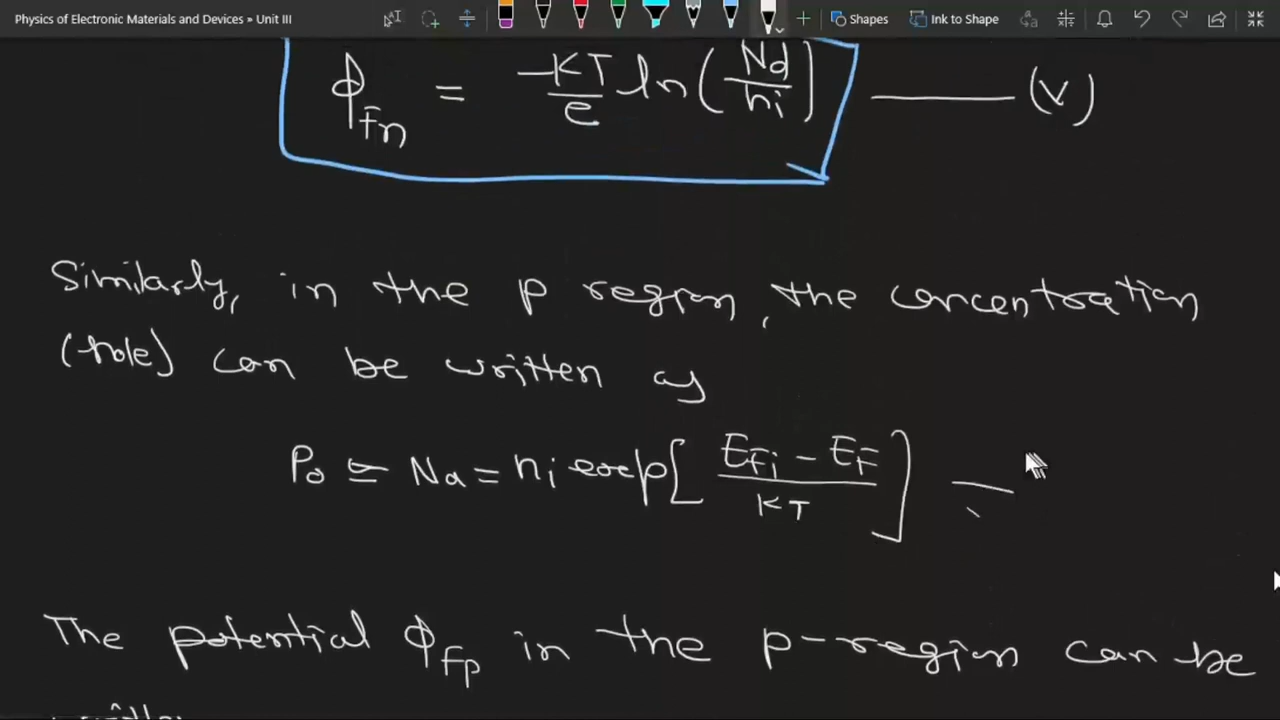 Physics of Electronic Materials and Devices » Unit III
Shapes
Ink to Shape
ϕfn = -KT/e ln(Nd/ni) ——— (V)
Similarly, in the p region, the concentration
(hole) can be written as
Po ≃ Na = ni exp[(EFi - EF)/KT]
The potential ϕfp in the p-region can be